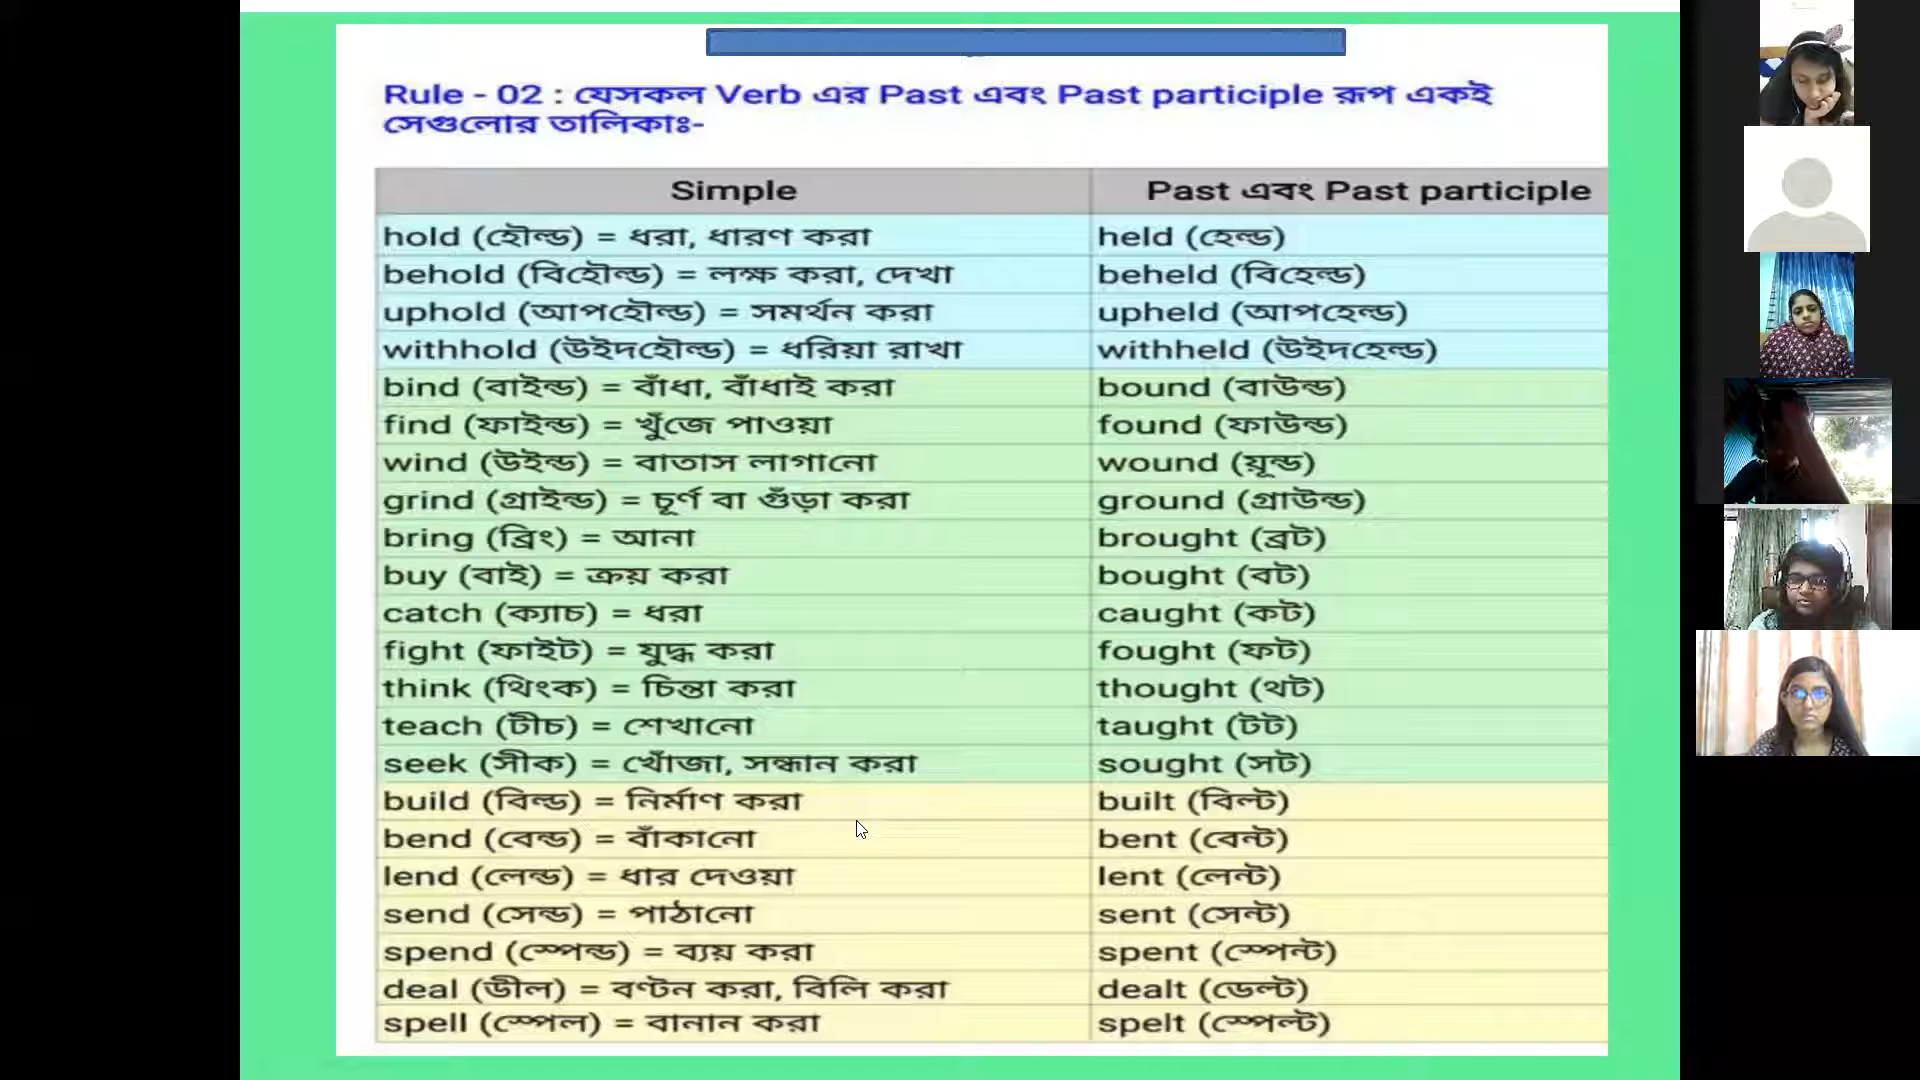 Rule - 02 : যেসকল Verb এর Past এবং Past participle রূপ একই
সেগুলোর তালিকাঃ-
Simple Past এবং Past participle
hold (হৌল্ড) = ধরা, ধারণ করা held (হেল্ড)
behold (বিহৌল্ড) = লক্ষ করা, দেখা beheld (বিহেল্ড)
uphold (আপহৌল্ড) = সমর্থন করা upheld (আপহেল্ড)
withhold (উইদহৌল্ড) = ধরিয়া রাখা withheld (উইদহেল্ড)
bind (বাইন্ড) = বাঁধা, বাঁধাই করা bound (বাউন্ড)
find (ফাইন্ড) = খুঁজে পাওয়া found (ফাউন্ড)
wind (উইন্ড) = বাতাস লাগানো wound (য়ূন্ড)
grind (গ্রাইন্ড) = চূর্ণ বা গুঁড়া করা ground (গ্রাউন্ড)
bring (ব্রিং) = আনা brought (ব্রট)
buy (বাই) = ক্রয় করা bought (বট)
catch (ক্যাচ) = ধরা caught (কট)
fight (ফাইট) = যুদ্ধ করা fought (ফট)
think (থিংক) = চিন্তা করা thought (থট)
teach (টীচ) = শেখানো taught (টট)
seek (সীক) = খোঁজা, সন্ধান করা sought (সট)
build (বিল্ড) = নির্মাণ করা built (বিল্ট)
bend (বেন্ড) = বাঁকানো bent (বেন্ট)
lend (লেন্ড) = ধার দেওয়া lent (লেন্ট)
send (সেন্ড) = পাঠানো sent (সেন্ট)
spend (স্পেন্ড) = ব্যয় করা spent (স্পেন্ট)
deal (ডীল) = বণ্টন করা, বিলি করা dealt (ডেল্ট)
spell (স্পেল) = বানান করা spelt (স্পেল্ট)